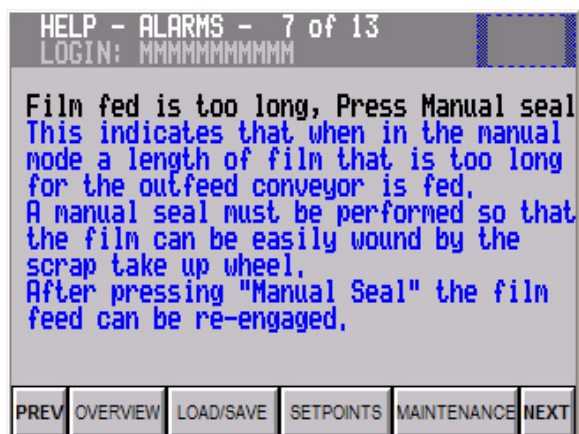 HELP - ALARMS - 7 of 13
LOGIN: MMMMMMMMMMM
Film fed is too long, Press Manual seal
This indicates that when in the manual
mode a length of film that is too long
for the outfeed conveyor is fed.
A manual seal must be performed so that
the film can be easily wound by the
scrap take up wheel.
After pressing "Manual Seal" the film
feed can be re-engaged.
PREV OVERVIEW LOAD/SAVE SETPOINTS MAINTENANCE NEXT